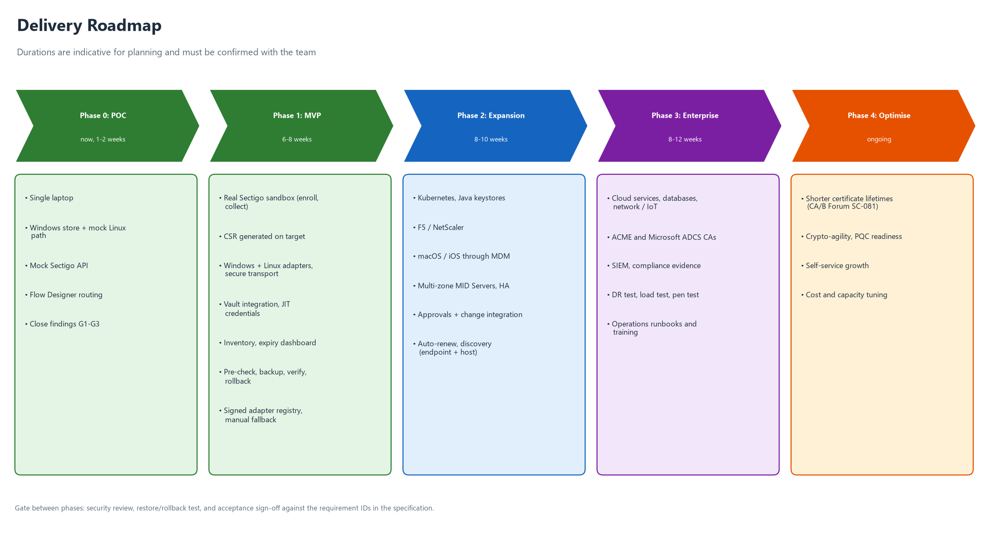 Delivery Roadmap
Durations are indicative for planning and must be confirmed with the team
Phase 0: POC
now, 1-2 weeks
• Single laptop
• Windows store + mock Linux
path
• Mock Sectigo API
• Flow Designer routing
• Close findings G1-G3
Phase 1: MVP
6-8 weeks
• Real Sectigo sandbox (enroll,
collect)
• CSR generated on target
• Windows + Linux adapters,
secure transport
• Vault integration, JIT
credentials
• Inventory, expiry dashboard
• Pre-check, backup, verify,
rollback
• Signed adapter registry,
manual fallback
Phase 2: Expansion
8-10 weeks
• Kubernetes, Java keystores
• F5 / NetScaler
• macOS / iOS through MDM
• Multi-zone MID Servers, HA
• Approvals + change integration
• Auto-renew, discovery
(endpoint + host)
Phase 3: Enterprise
8-12 weeks
• Cloud services, databases,
network / IoT
• ACME and Microsoft ADCS CAs
• SIEM, compliance evidence
• DR test, load test, pen test
• Operations runbooks and
training
Phase 4: Optimise
ongoing
• Shorter certificate lifetimes
(CA/B Forum SC-081)
• Crypto-agility, PQC readiness
• Self-service growth
• Cost and capacity tuning
Gate between phases: security review, restore/rollback test, and acceptance sign-off against the requirement IDs in the specification.